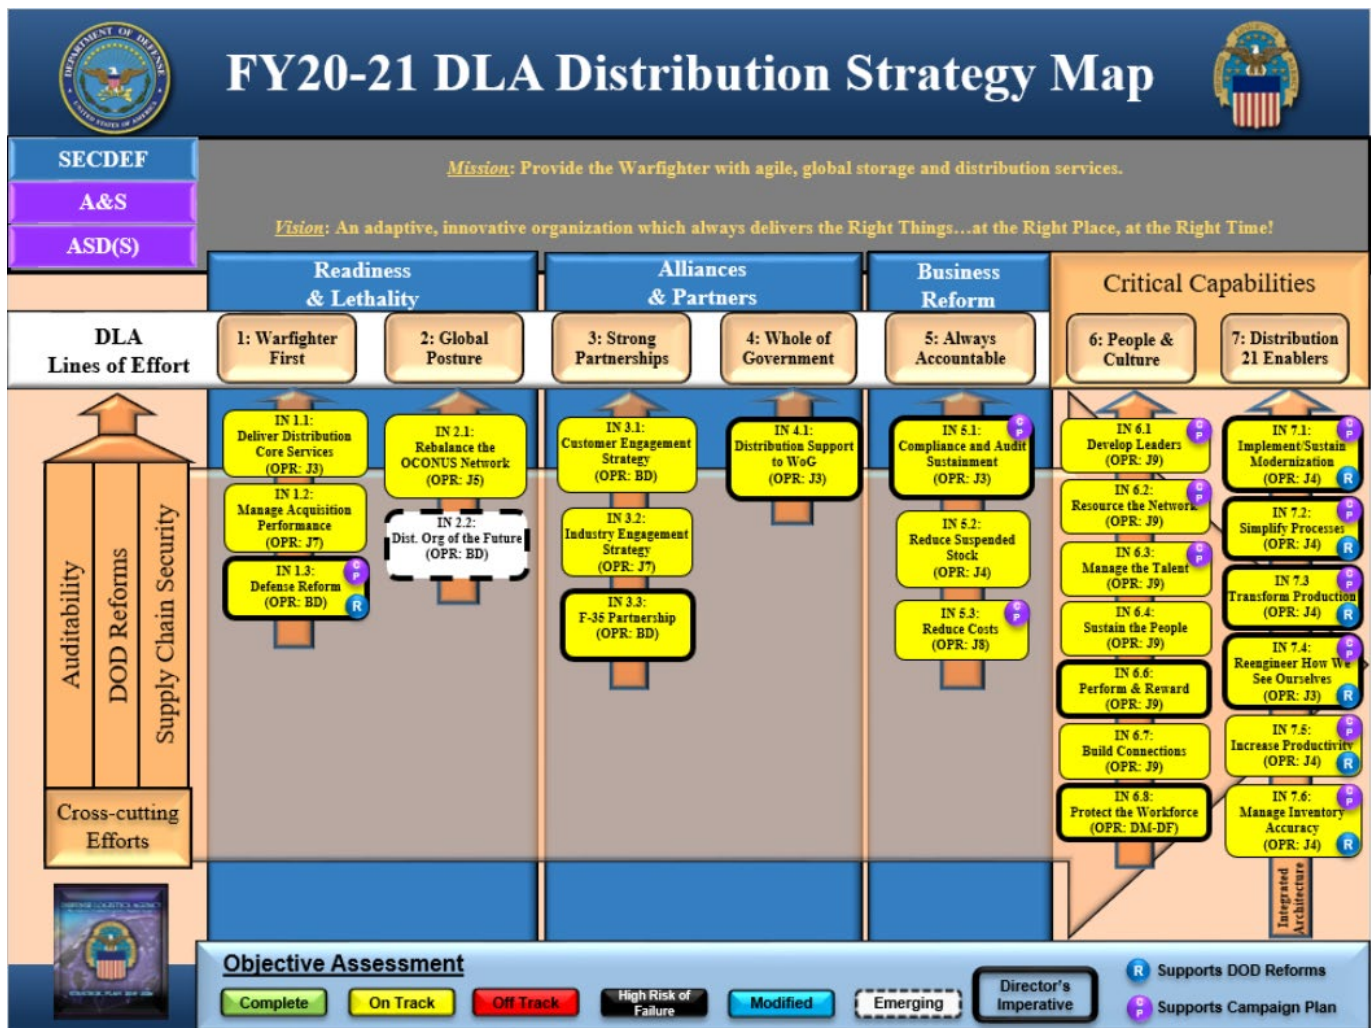 DEPARTMENT OF DEFENSE
UNITED STATES OF AMERICA
FY20-21 DLA Distribution Strategy Map
SECDEF
A&S
ASD(S)
Mission: Provide the Warfighter with agile, global storage and distribution services.
Vision: An adaptive, innovative organization which always delivers the Right Things…at the Right Place, at the Right Time!
Readiness
& Lethality
Alliances
& Partners
Business
Reform
Critical Capabilities
DLA
Lines of Effort
1: Warfighter
First
2: Global
Posture
3: Strong
Partnerships
4: Whole of
Government
5: Always
Accountable
6: People &
Culture
7: Distribution
21 Enablers
Auditability
DOD Reforms
Supply Chain Security
Cross-cutting
Efforts
IN 1.1:
Deliver Distribution
Core Services
(OPR: J3)
IN 1.2:
Manage Acquisition
Performance
(OPR: J7)
IN 1.3:
Defense Reform
(OPR: BD)
C
P
R
IN 2.1:
Rebalance the
OCONUS Network
(OPR: J5)
IN 2.2:
Dist. Org of the Future
(OPR: BD)
IN 3.1:
Customer Engagement
Strategy
(OPR: BD)
IN 3.2:
Industry Engagement
Strategy
(OPR: J7)
IN 3.3:
F-35 Partnership
(OPR: BD)
IN 4.1:
Distribution Support
to WoG
(OPR: J3)
IN 5.1:
Compliance and Audit
Sustainment
(OPR: J3)
C
P
IN 5.2:
Reduce Suspended
Stock
(OPR: J4)
IN 5.3:
Reduce Costs
(OPR: J8)
C
P
IN 6.1
Develop Leaders
(OPR: J9)
C
P
IN 6.2:
Resource the Network
(OPR: J9)
C
P
IN 6.3:
Manage the Talent
(OPR: J9)
C
P
IN 6.4:
Sustain the People
(OPR: J9)
IN 6.6:
Perform & Reward
(OPR: J9)
IN 6.7:
Build Connections
(OPR: J9)
IN 6.8:
Protect the Workforce
(OPR: DM-DF)
IN 7.1:
Implement/Sustain
Modernization
(OPR: J4)
C
P
R
IN 7.2:
Simplify Processes
(OPR: J4)
C
P
R
IN 7.3
Transform Production
(OPR: J4)
C
P
R
IN 7.4:
Reengineer How We
See Ourselves
(OPR: J3)
C
P
R
IN 7.5:
Increase Productivity
(OPR: J4)
C
P
R
IN 7.6:
Manage Inventory
Accuracy
(OPR: J4)
C
P
R
Integrated
Architecture
DEFENSE LOGISTICS AGENCY
Objective Assessment
Complete
On Track
Off Track
High Risk of
Failure
Modified
Emerging
Director's
Imperative
R Supports DOD Reforms
C
P Supports Campaign Plan